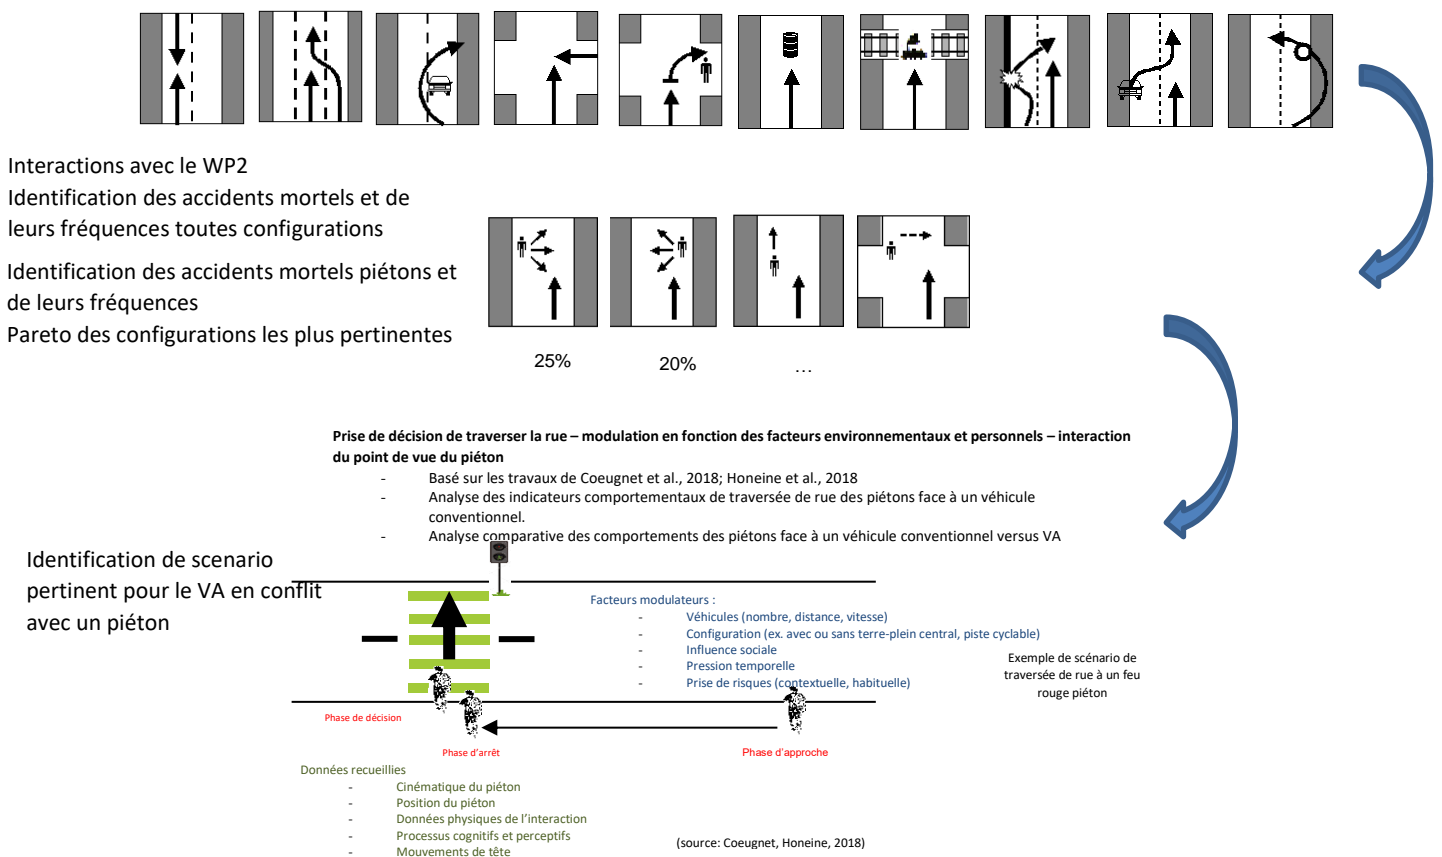 Interactions avec le WP2
Identification des accidents mortels et de
leurs fréquences toutes configurations
Identification des accidents mortels piétons et
de leurs fréquences
Pareto des configurations les plus pertinentes
25%
20%
...
Prise de décision de traverser la rue – modulation en fonction des facteurs environnementaux et personnels – interaction
du point de vue du piéton
- Basé sur les travaux de Coeugnet et al., 2018; Honeine et al., 2018
- Analyse des indicateurs comportementaux de traversée de rue des piétons face à un véhicule
conventionnel.
- Analyse comparative des comportements des piétons face à un véhicule conventionnel versus VA
Identification de scenario
pertinent pour le VA en conflit
avec un piéton
Facteurs modulateurs :
- Véhicules (nombre, distance, vitesse)
- Configuration (ex. avec ou sans terre-plein central, piste cyclable)
- Influence sociale
- Pression temporelle
- Prise de risques (contextuelle, habituelle)
Exemple de scénario de
traversée de rue à un feu
rouge piéton
Phase de décision
Phase d'arrêt
Phase d'approche
Données recueillies
- Cinématique du piéton
- Position du piéton
- Données physiques de l'interaction
- Processus cognitifs et perceptifs
- Mouvements de tête
(source: Coeugnet, Honeine, 2018)